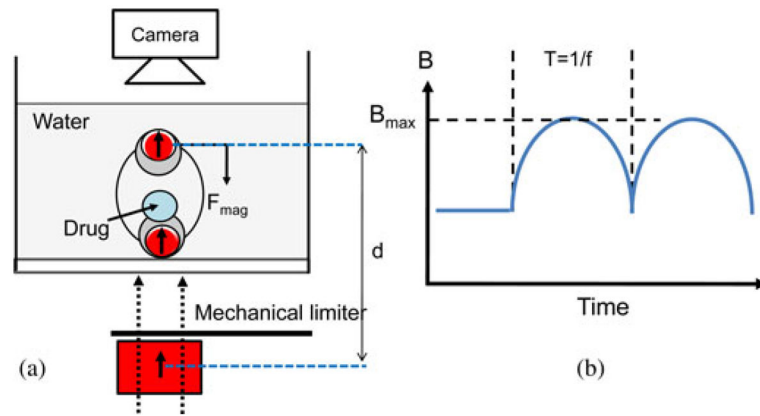 Camera
Water
Drug
F_mag
d
Mechanical limiter
(a)
B
T=1/f
B_max
Time
(b)